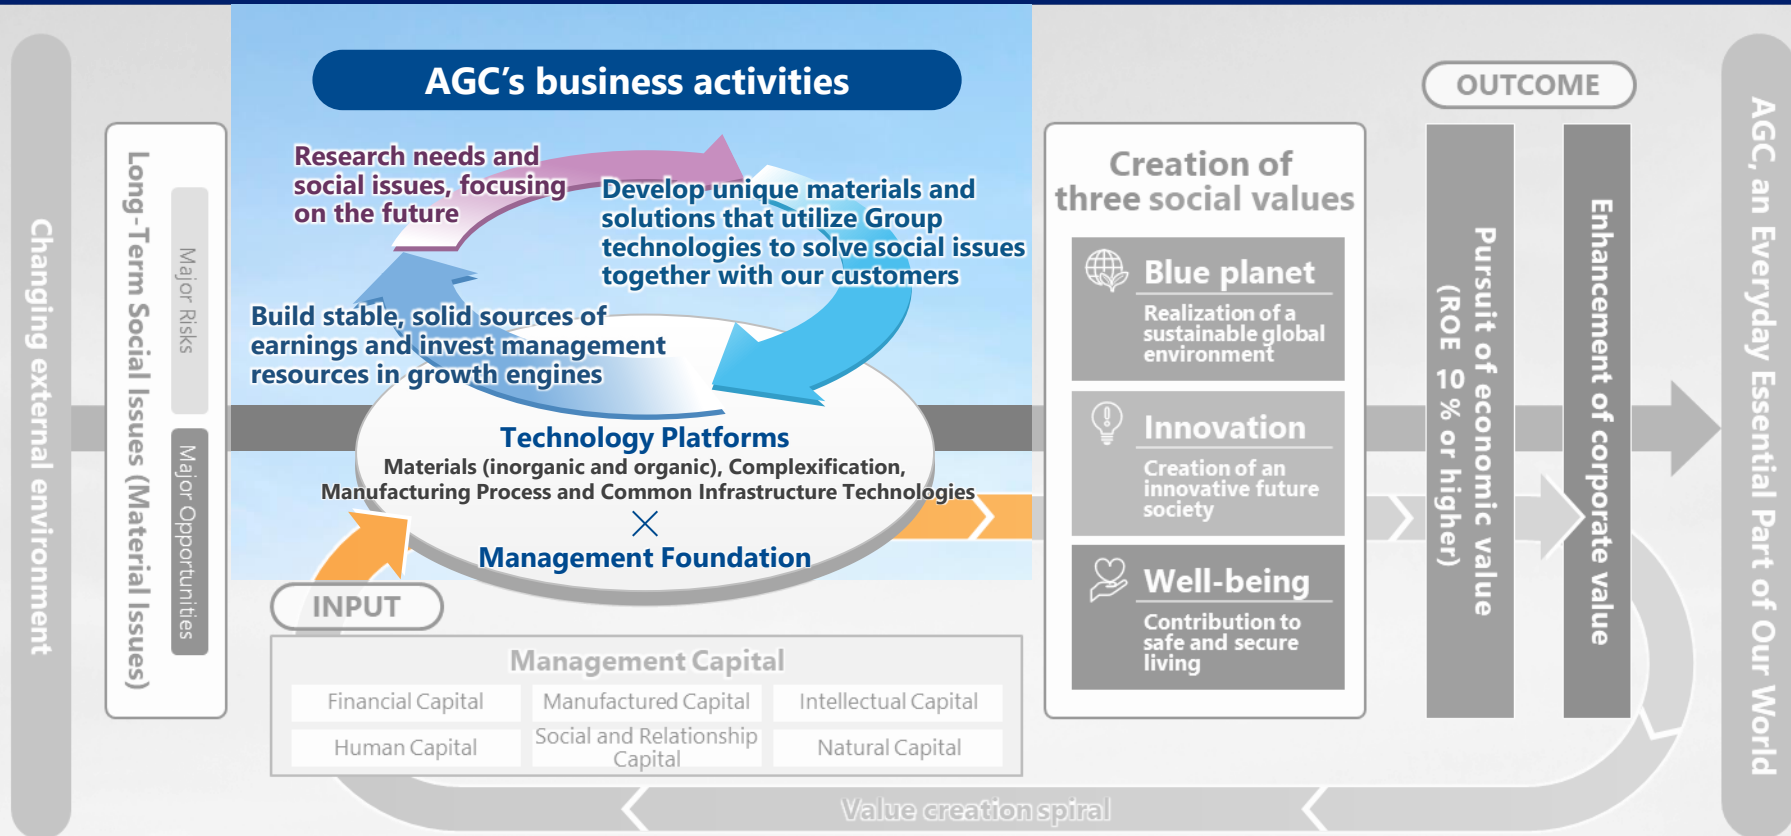 Changing external environment
Long-Term Social Issues (Material Issues)
Major Risks
Major Opportunities
AGC’s business activities
Research needs and
social issues, focusing
on the future
Develop unique materials and
solutions that utilize Group
technologies to solve social issues
together with our customers
Build stable, solid sources of
earnings and invest management
resources in growth engines
Technology Platforms
Materials (inorganic and organic), Complexification,
Manufacturing Process and Common Infrastructure Technologies
×
Management Foundation
INPUT
Management Capital
Financial Capital
Manufactured Capital
Intellectual Capital
Human Capital
Social and Relationship
Capital
Natural Capital
Creation of
three social values
Blue planet
Realization of a
sustainable global
environment
Innovation
Creation of an
innovative future
society
Well-being
Contribution to
safe and secure
living
OUTCOME
Pursuit of economic value
(ROE 10 % or higher)
Enhancement of corporate value
Value creation spiral
AGC, an Everyday Essential Part of Our World